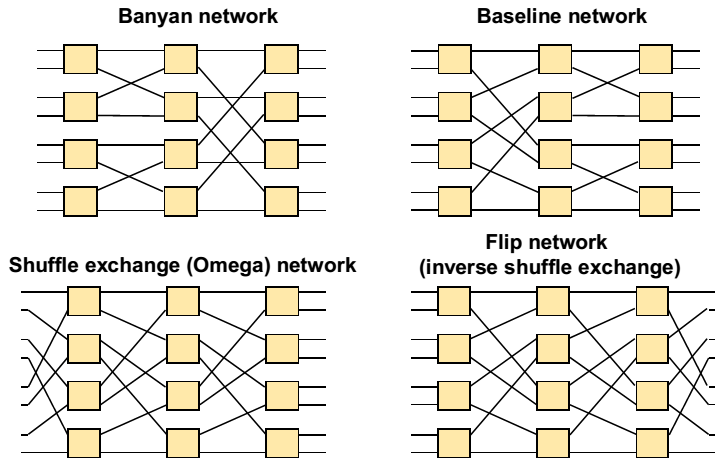 Banyan network
Baseline network
Shuffle exchange (Omega) network
Flip network
(inverse shuffle exchange)